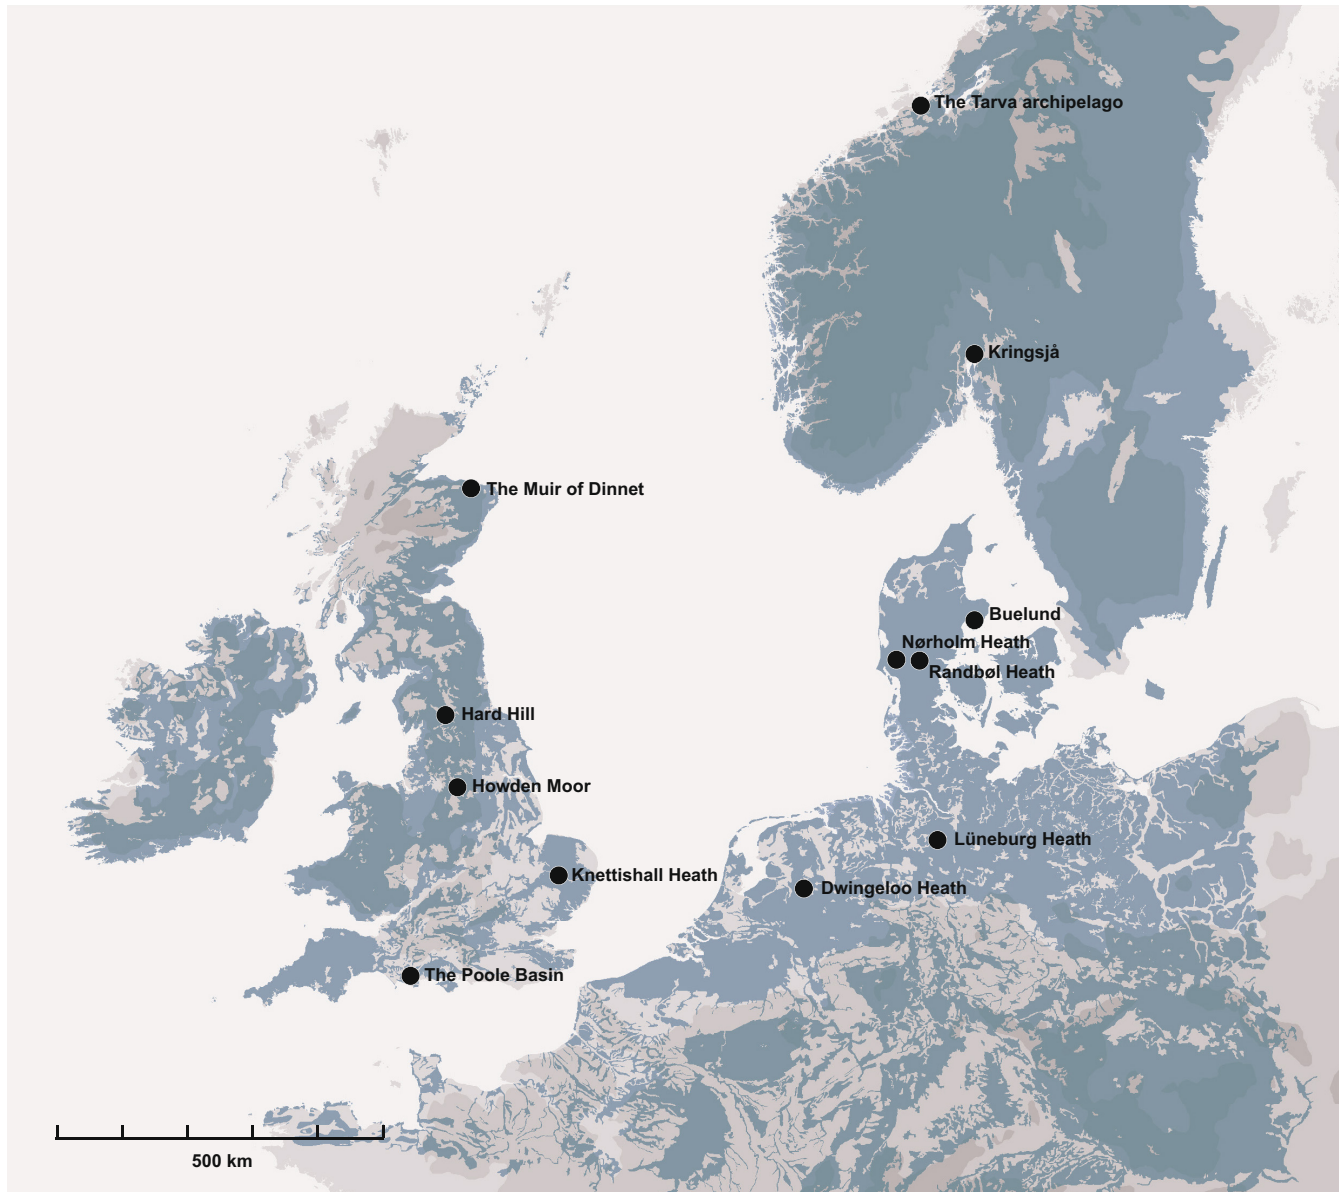 The Tarva archipelago
Kringsjå
The Muir of Dinnet
Buelund
Nørholm Heath
Randbøl Heath
Hard Hill
Howden Moor
Lüneburg Heath
Knettishall Heath
Dwingeloo Heath
The Poole Basin
500 km